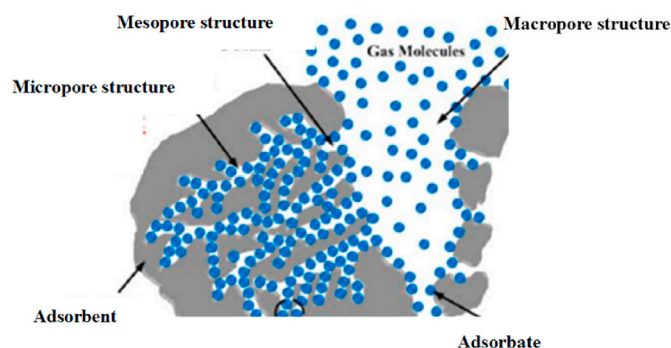 Mesopore structure
Macropore structure
Gas Molecules
Micropore structure
Adsorbent
Adsorbate